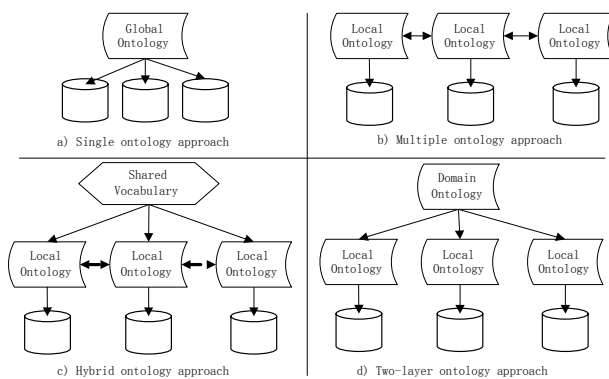 Global
Ontology
a) Single ontology approach
Local
Ontology
Local
Ontology
Local
Ontology
b) Multiple ontology approach
Shared
Vocabulary
Local
Ontology
Local
Ontology
Local
Ontology
c) Hybrid ontology approach
Domain
Ontology
Local
Ontology
Local
Ontology
Local
Ontology
d) Two-layer ontology approach